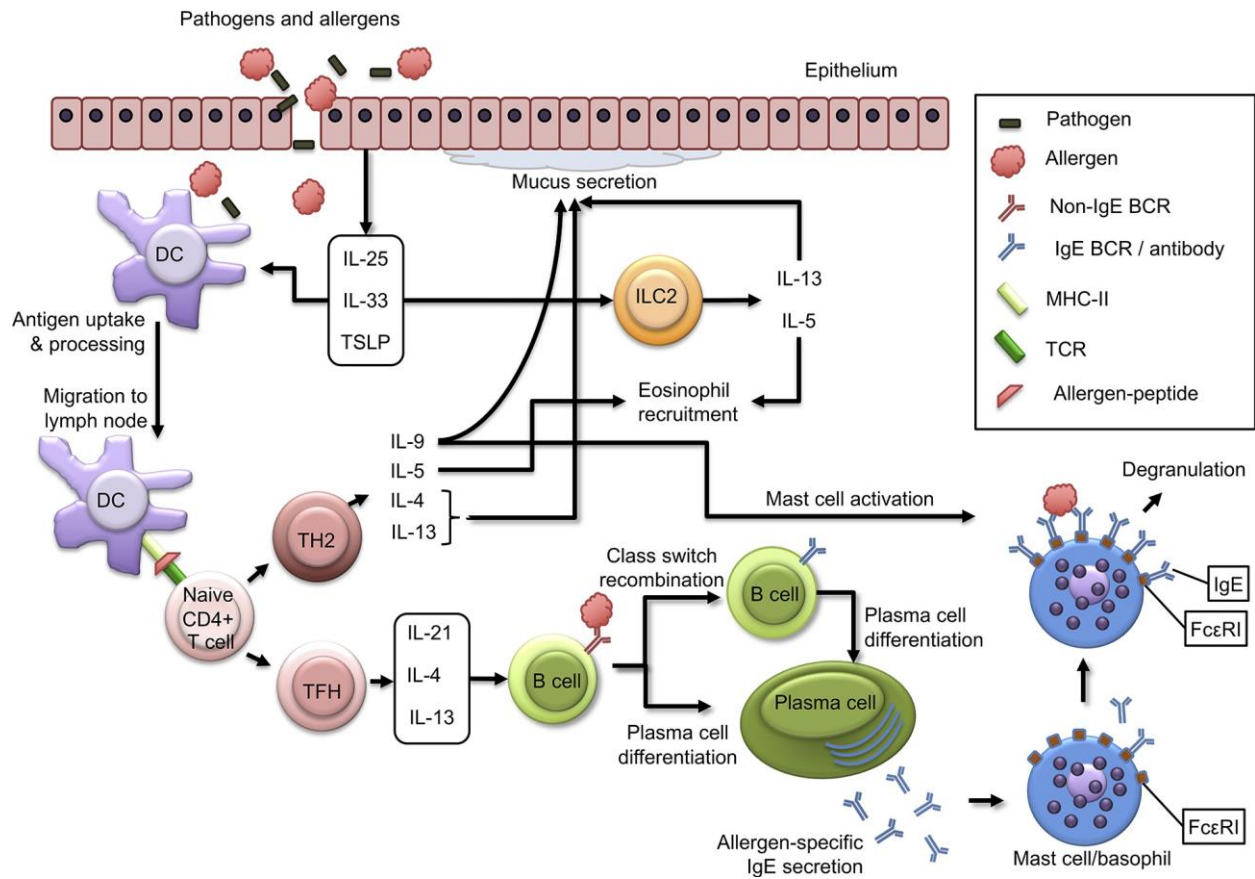 Pathogens and allergens
Epithelium
Pathogen
Allergen
Non-IgE BCR
IgE BCR / antibody
MHC-II
TCR
Allergen-peptide
Mucus secretion
DC
IL-25
IL-33
TSLP
ILC2
IL-13
IL-5
Antigen uptake
& processing
Migration to
lymph node
Eosinophil
recruitment
IL-9
IL-5
IL-4
IL-13
DC
TH2
Naive
CD4+
T cell
Mast cell activation
Degranulation
IgE
FcεRI
Class switch
recombination
B cell
Plasma cell
differentiation
TFH
IL-21
IL-4
IL-13
B cell
Plasma cell
differentiation
Plasma cell
Allergen-specific
IgE secretion
FcεRI
Mast cell/basophil